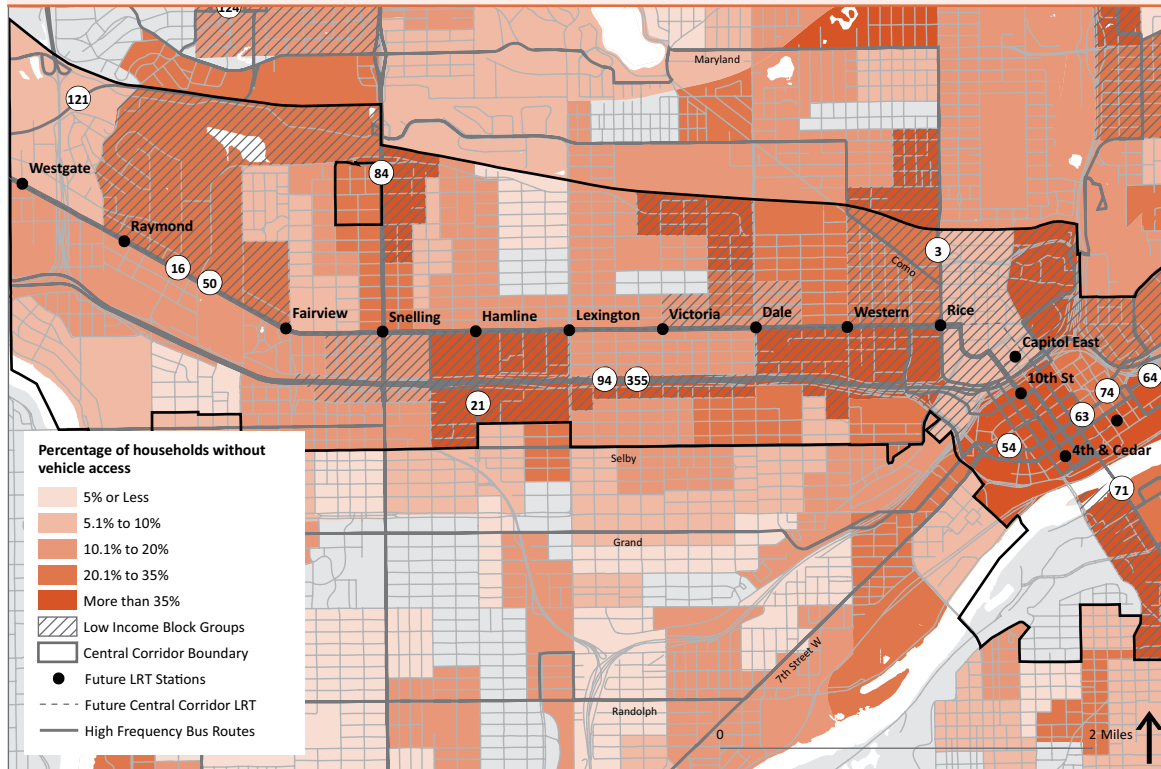 124
Maryland
121
Westgate
84
Raymond
3
Como
16
50
Fairview
Snelling
Hamline
Lexington
Victoria
Dale
Western
Rice
Capitol East
94
355
10th St
64
74
21
63
54
4th & Cedar
Selby
71
Percentage of households without
vehicle access
5% or Less
5.1% to 10%
10.1% to 20%
20.1% to 35%
More than 35%
Low Income Block Groups
Central Corridor Boundary
Future LRT Stations
Future Central Corridor LRT
High Frequency Bus Routes
Grand
7th Street W
Randolph
0
2 Miles